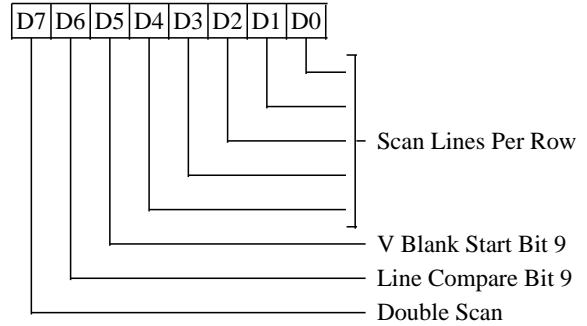 D7 D6 D5 D4 D3 D2 D1 D0
Scan Lines Per Row
V Blank Start Bit 9
Line Compare Bit 9
Double Scan